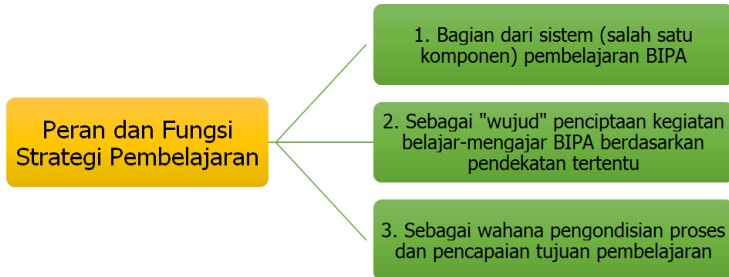 Peran dan Fungsi
Strategi Pembelajaran
1. Bagian dari sistem (salah satu
komponen) pembelajaran BIPA
2. Sebagai "wujud" penciptaan kegiatan
belajar-mengajar BIPA berdasarkan
pendekatan tertentu
3. Sebagai wahana pengondisian proses
dan pencapaian tujuan pembelajaran